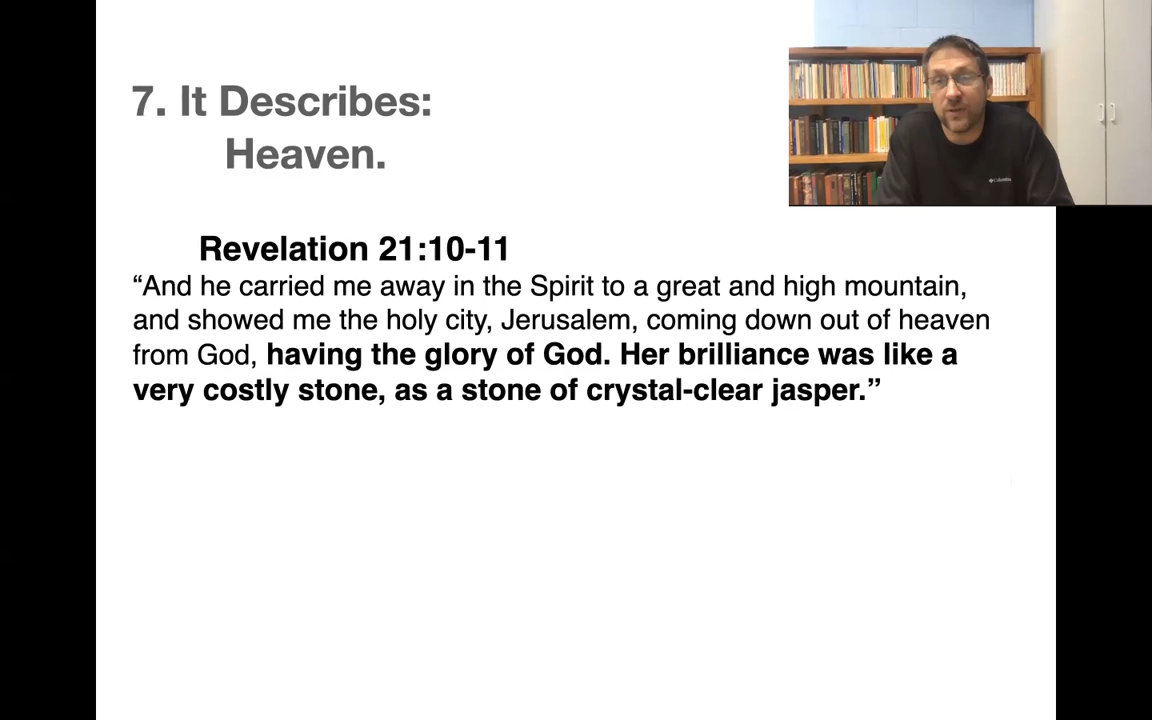 7. It Describes:
Heaven.
Revelation 21:10-11
“And he carried me away in the Spirit to a great and high mountain,
and showed me the holy city, Jerusalem, coming down out of heaven
from God, having the glory of God. Her brilliance was like a
very costly stone, as a stone of crystal-clear jasper.”
Columbia